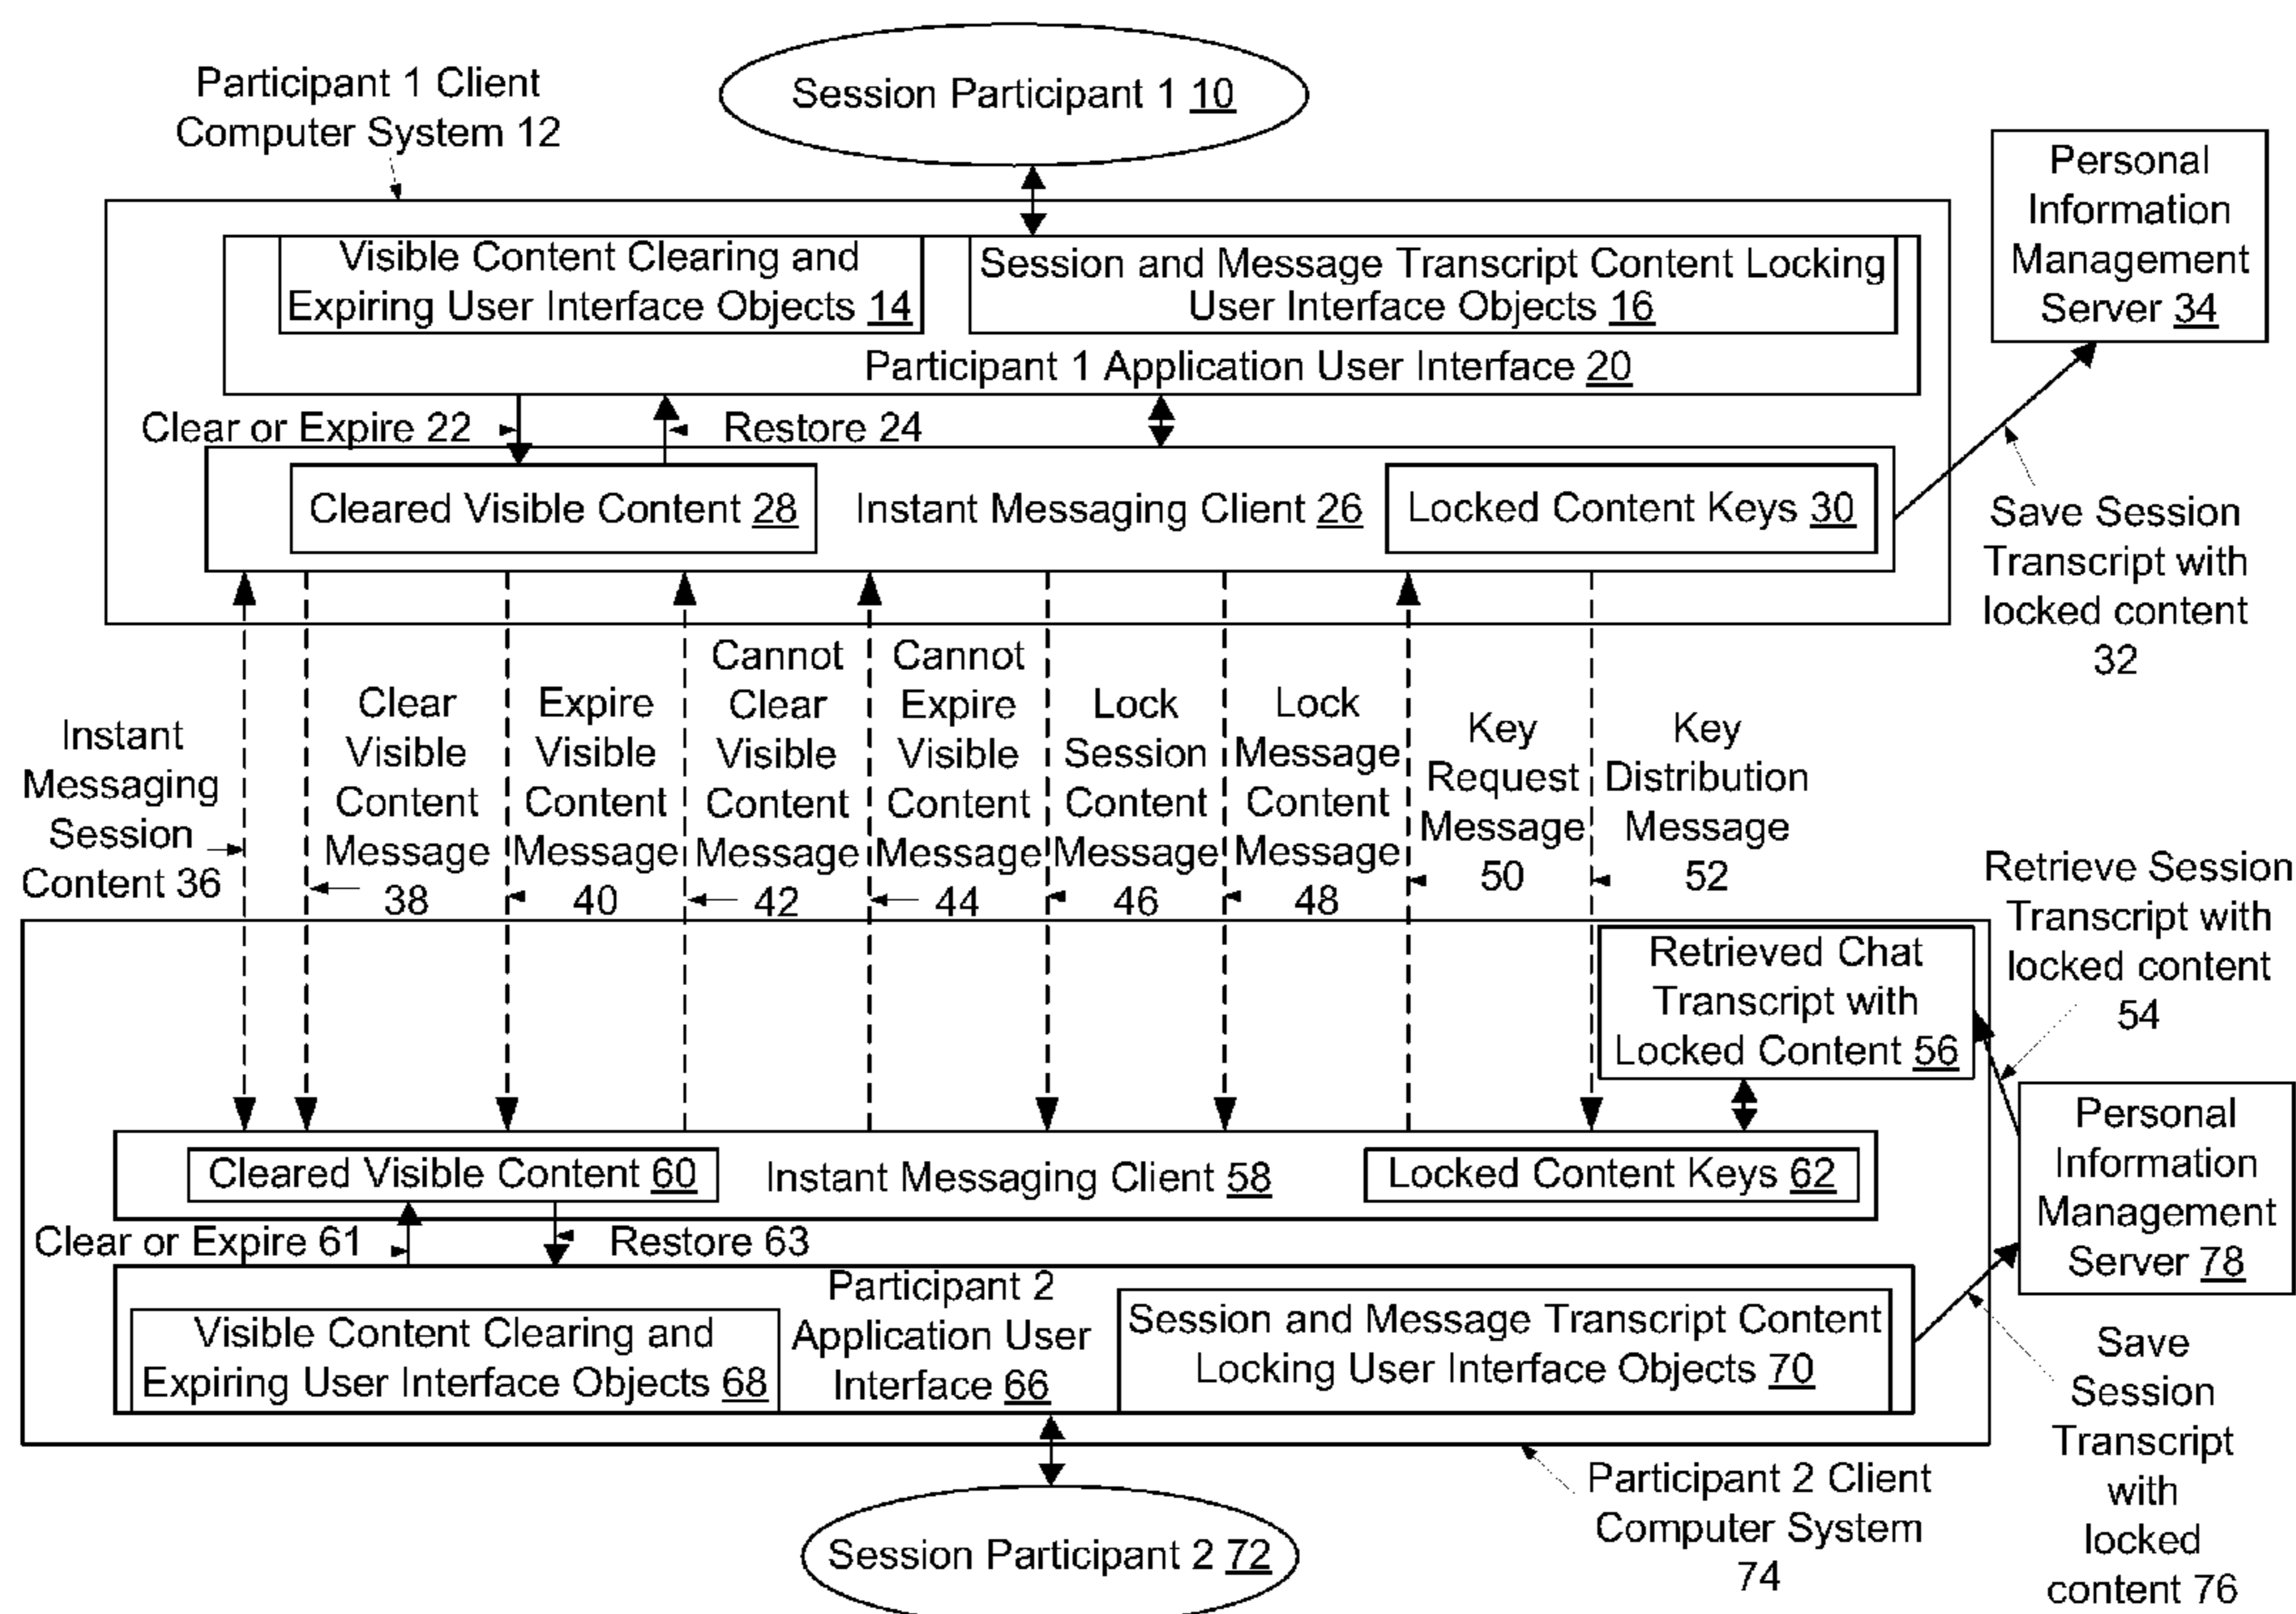 Session Participant 1 10
Participant 1 Client
Computer System 12
Personal
Information
Management
Server 34
Visible Content Clearing and
Expiring User Interface Objects 14
Session and Message Transcript Content Locking
User Interface Objects 16
Participant 1 Application User Interface 20
Clear or Expire 22
Restore 24
Cleared Visible Content 28
Instant Messaging Client 26
Locked Content Keys 30
Save Session
Transcript with
locked content
32
Instant
Messaging
Session
Content 36
Clear
Visible
Content
Message
38
Expire
Visible
Content
Message
40
Cannot
Clear
Visible
Content
Message
42
Cannot
Expire
Visible
Content
Message
44
Lock
Session
Content
Message
46
Lock
Message
Content
Message
48
Key
Request
Message
50
Key
Distribution
Message
52
Retrieve Session
Transcript with
locked content
54
Retrieved Chat
Transcript with
Locked Content 56
Cleared Visible Content 60
Instant Messaging Client 58
Locked Content Keys 62
Personal
Information
Management
Server 78
Clear or Expire 61
Restore 63
Visible Content Clearing and
Expiring User Interface Objects 68
Participant 2
Application User
Interface 66
Session and Message Transcript Content
Locking User Interface Objects 70
Save
Session
Transcript
with
locked
content 76
Participant 2 Client
Computer System
74
Session Participant 2 72